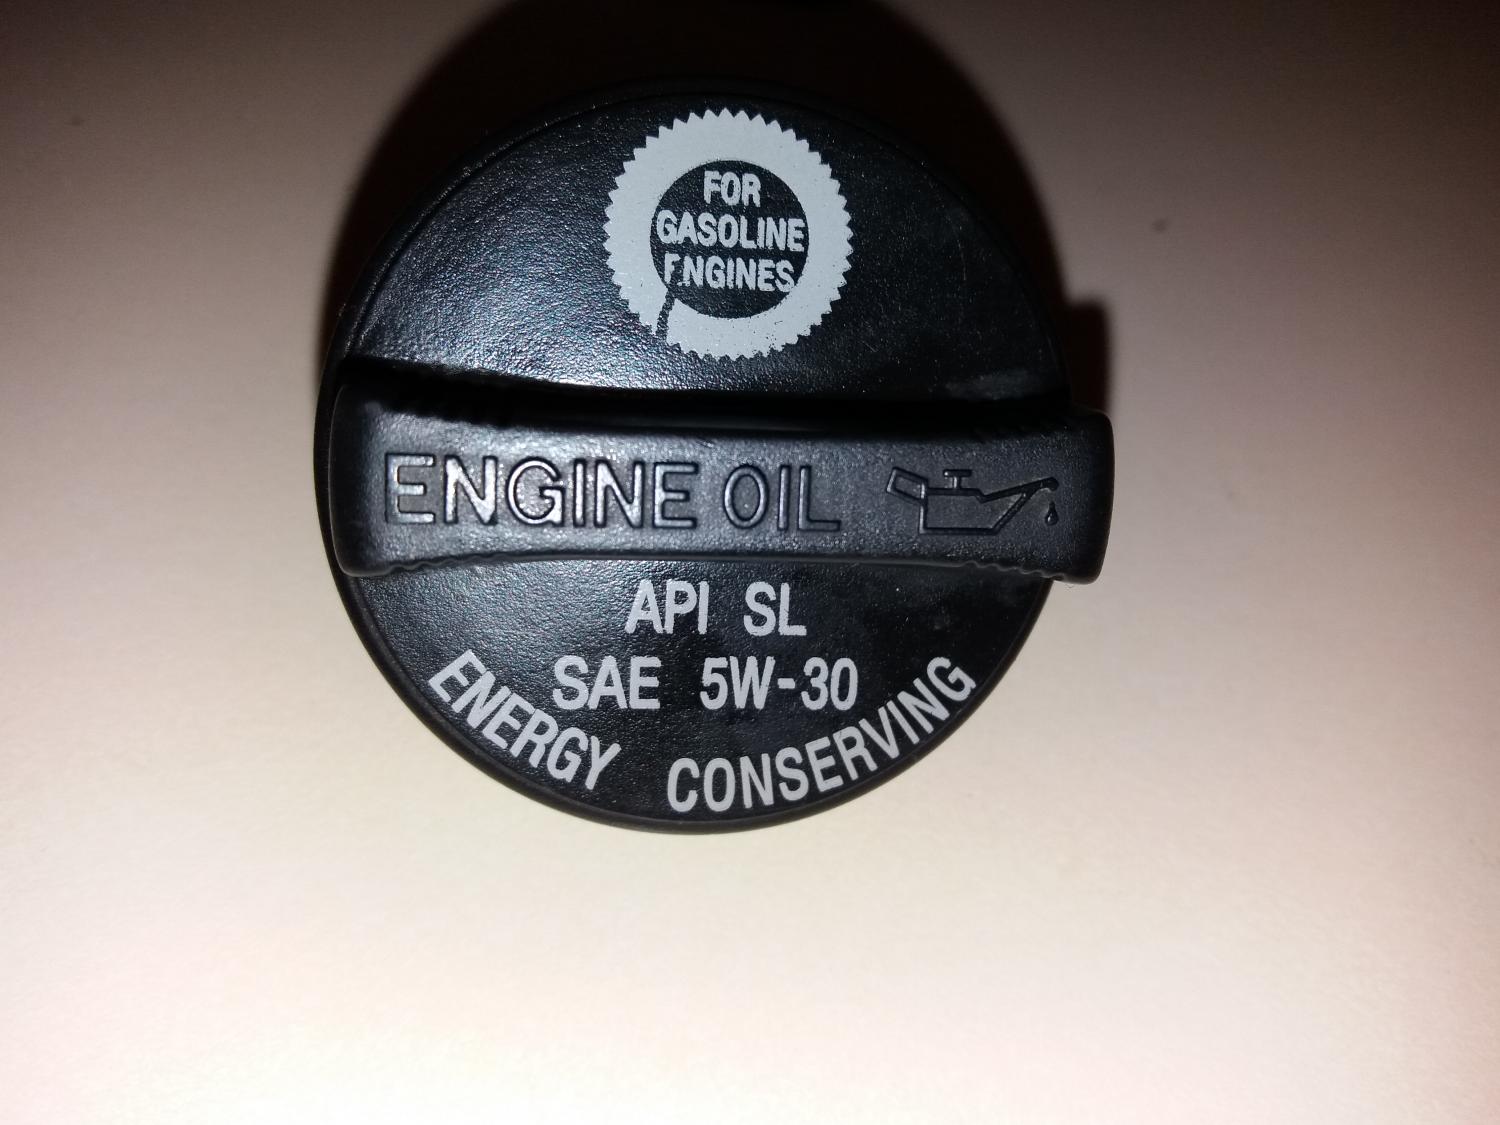 FOR
GASOLINE
ENGINES
ENGINE OIL
API SL
SAE 5W-30
ENERGY CONSERVING